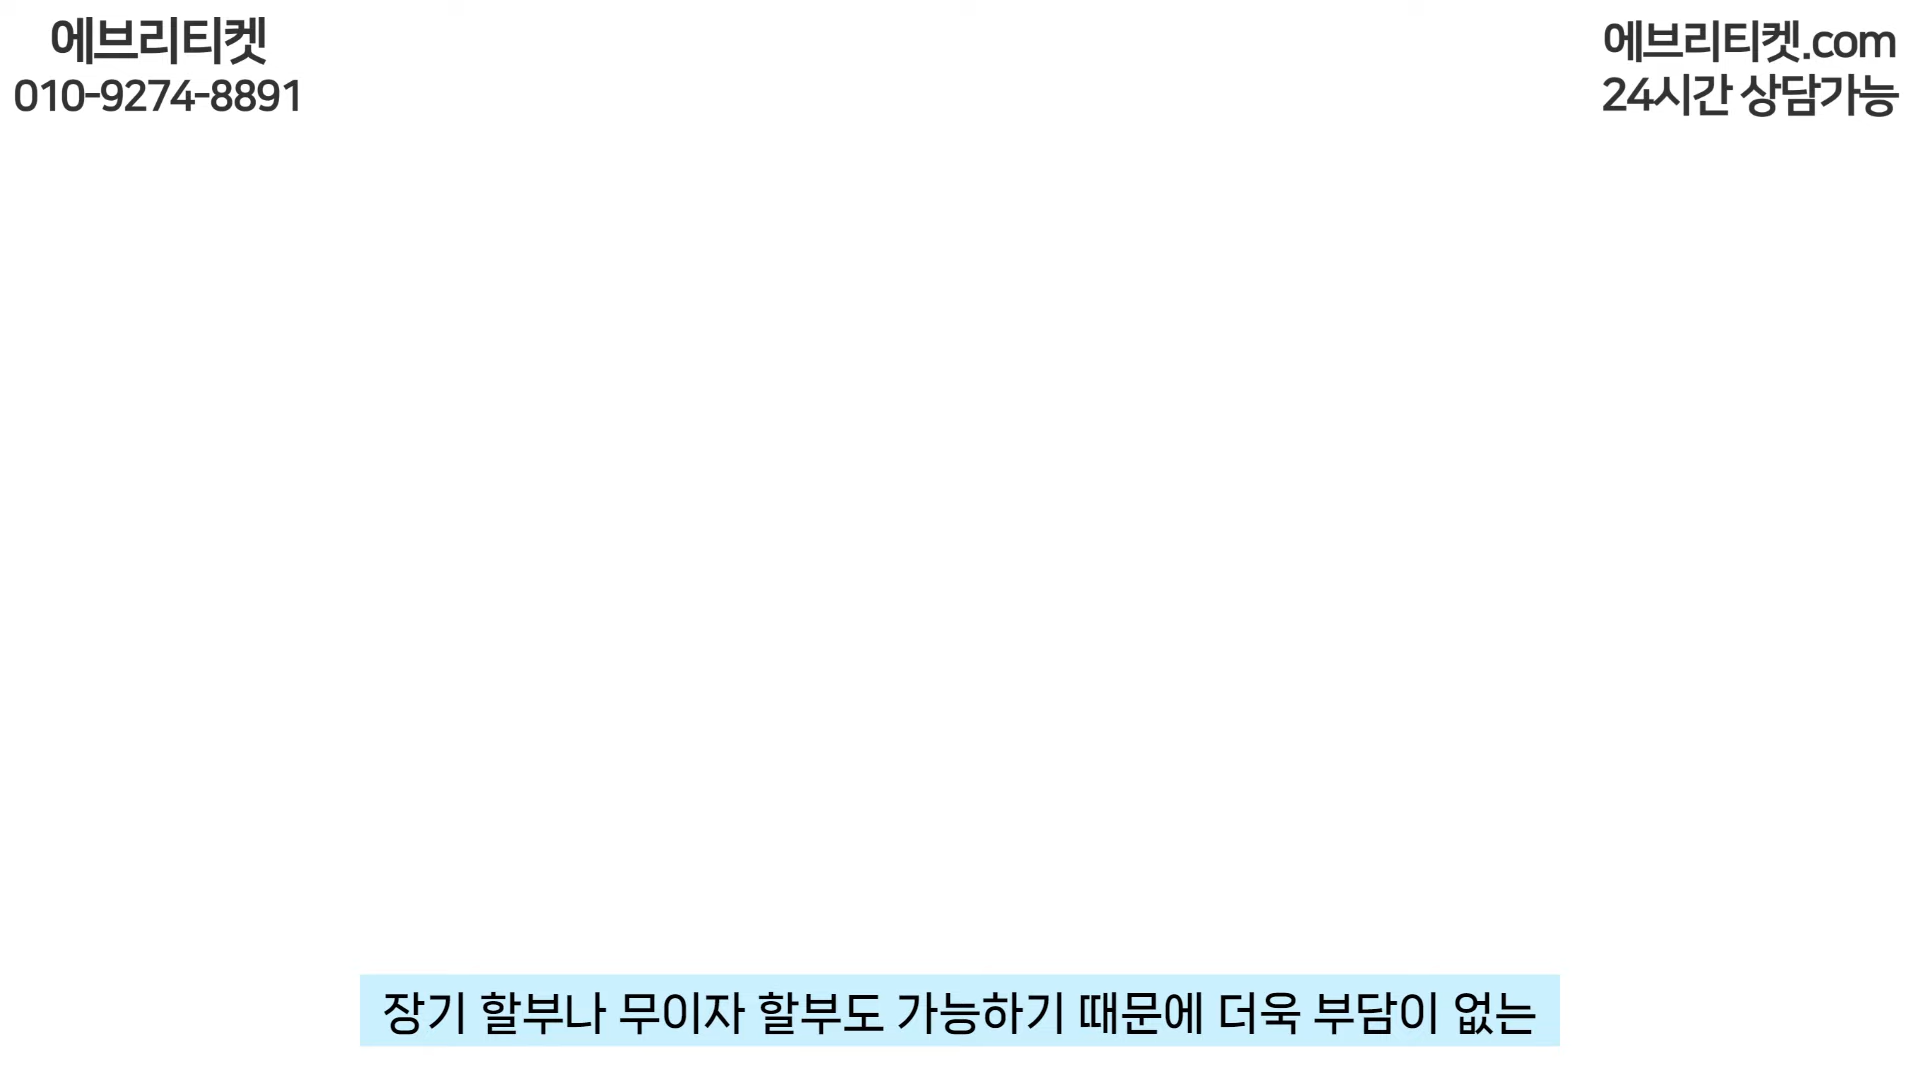 에브리티켓
010-9274-8891
에브리티켓.com
24시간 상담가능
장기 할부나 무이자 할부도 가능하기 때문에 더욱 부담이 없는